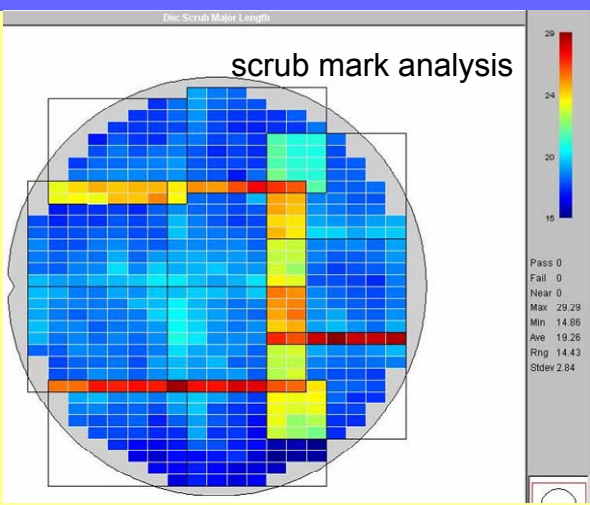 Die: Scrub Major Length
scrub mark analysis
29
24
20
15
Pass 0
Fail 0
Near 0
Max 29.29
Min 14.86
Ave 19.26
Rng 14.43
Stdev 2.84